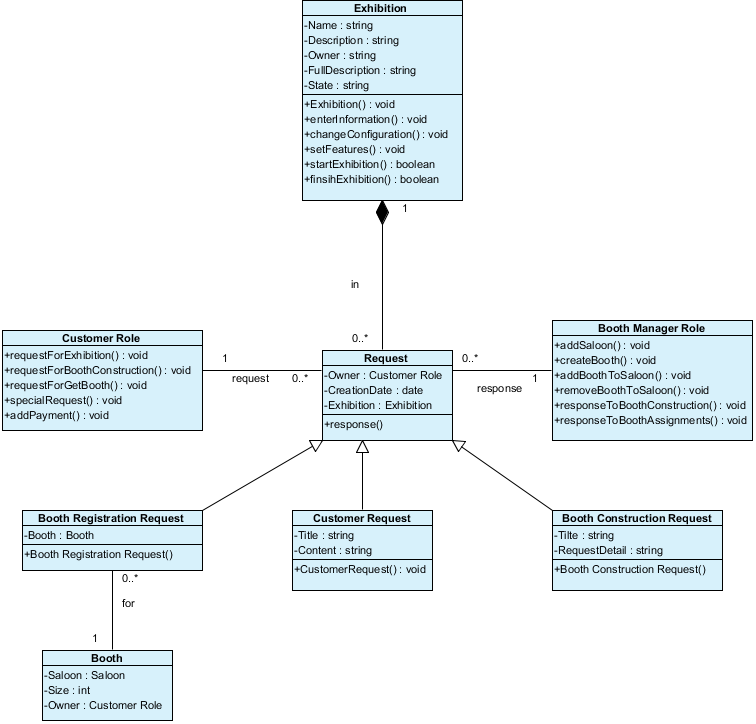 Exhibition
-Name : string
-Description : string
-Owner : string
-FullDescription : string
-State : string
+Exhibition() : void
+enterInformation() : void
+changeConfiguration() : void
+setFeatures() : void
+startExhibition() : boolean
+finsihExhibition() : boolean
1
in
0..*
Customer Role
+requestForExhibition() : void
+requestForBoothConstruction() : void
+requestForGetBooth() : void
+specialRequest() : void
+addPayment() : void
1
request
0..*
Request
-Owner : Customer Role
-CreationDate : date
-Exhibition : Exhibition
+response()
0..*
response
1
Booth Manager Role
+addSaloon() : void
+createBooth() : void
+addBoothToSaloon() : void
+removeBoothToSaloon() : void
+responseToBoothConstruction() : void
+responseToBoothAssignments() : void
Booth Registration Request
-Booth : Booth
+Booth Registration Request()
Customer Request
-Title : string
-Content : string
+CustomerRequest() : void
Booth Construction Request
-Tilte : string
-RequestDetail : string
+Booth Construction Request()
0..*
for
1
Booth
-Saloon : Saloon
-Size : int
-Owner : Customer Role